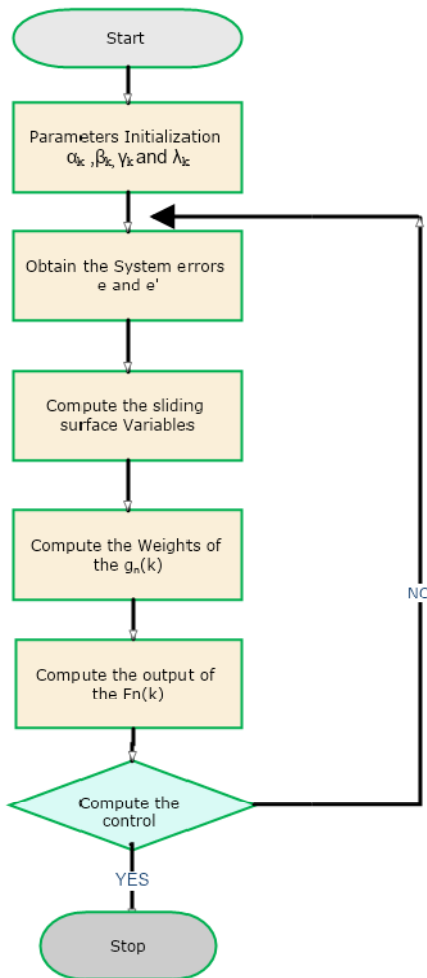 Start
Parameters Initialization
αₖ ,βₖ, γₖ and λₖ
Obtain the System errors
e and e'
Compute the sliding
surface Variables
Compute the Weights of
the gₙ(k)
Compute the output of
the Fn(k)
Compute the
control
NO
YES
Stop